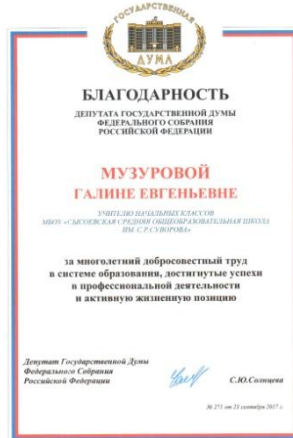 ГОСУДАРСТВЕННАЯ
ДУМА
БЛАГОДАРНОСТЬ
ДЕПУТАТА ГОСУДАРСТВЕННОЙ ДУМЫ
ФЕДЕРАЛЬНОГО СОБРАНИЯ
РОССИЙСКОЙ ФЕДЕРАЦИИ
МУЗУРОВОЙ
ГАЛИНЕ ЕВГЕНЬЕВНЕ
УЧИТЕЛЮ НАЧАЛЬНЫХ КЛАССОВ
МБОУ «СЫСОЕВСКАЯ СРЕДНЯЯ ОБЩЕОБРАЗОВАТЕЛЬНАЯ ШКОЛА
ИМ. С.Р.СУВОРОВА»
за многолетний добросовестный труд
в системе образования, достигнутые успехи
в профессиональной деятельности
и активную жизненную позицию
Депутат Государственной Думы
Федерального Собрания
Российской Федерации
С.Ю.Солнцева
№ 271 от 21 сентября 2017 г.